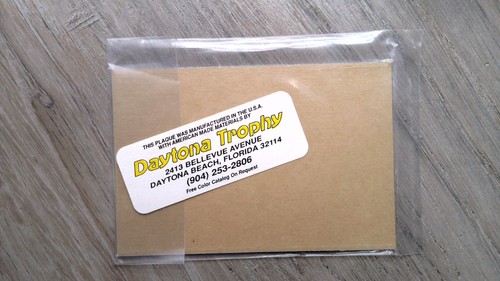 THIS PLAQUE WAS MANUFACTURED IN THE U.S.A.
WITH AMERICAN MADE MATERIALS BY
Daytona Trophy
2413 BELLEVUE AVENUE
DAYTONA BEACH, FLORIDA 32114
(904) 253-2806
Free Color Catalog On Request